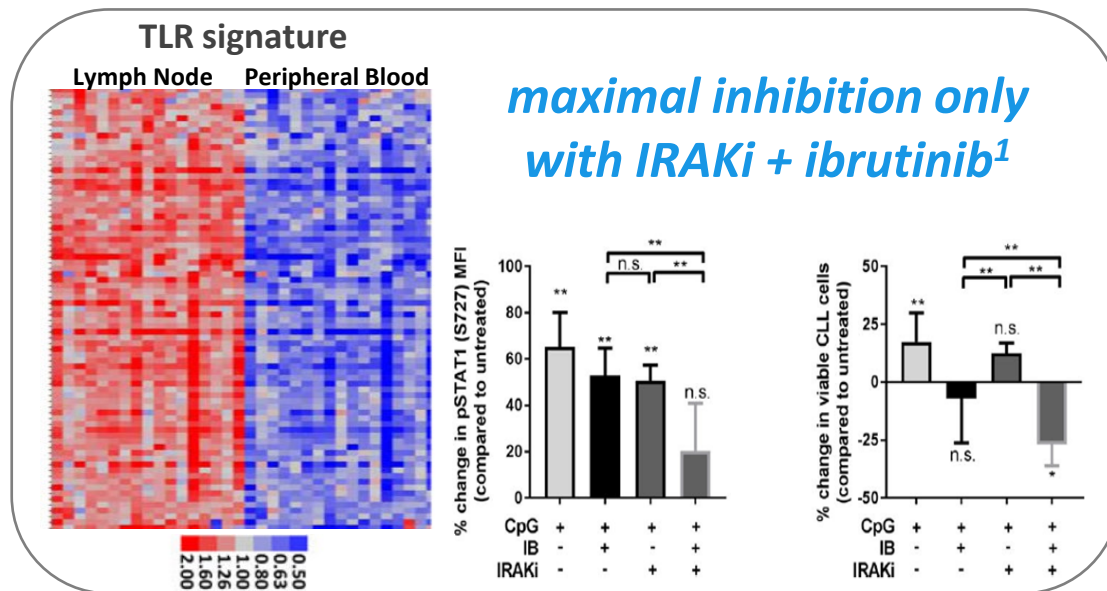 TLR signature
Lymph Node Peripheral Blood
2.00 1.60 1.26 1.00 0.80 0.63 0.50
maximal inhibition only
with IRAKi + ibrutinib1
% change in pSTAT1 (S727) MFI
(compared to untreated)
100
80
60
40
20
0
**
**
**
n.s.
n.s.
**
**
CpG + + + +
IB - + - +
IRAKi - - + +
% change in viable CLL cells
(compared to untreated)
50
25
0
-25
-50
**
n.s.
n.s.
*
**
**
**
CpG + + + +
IB - + - +
IRAKi - - + +